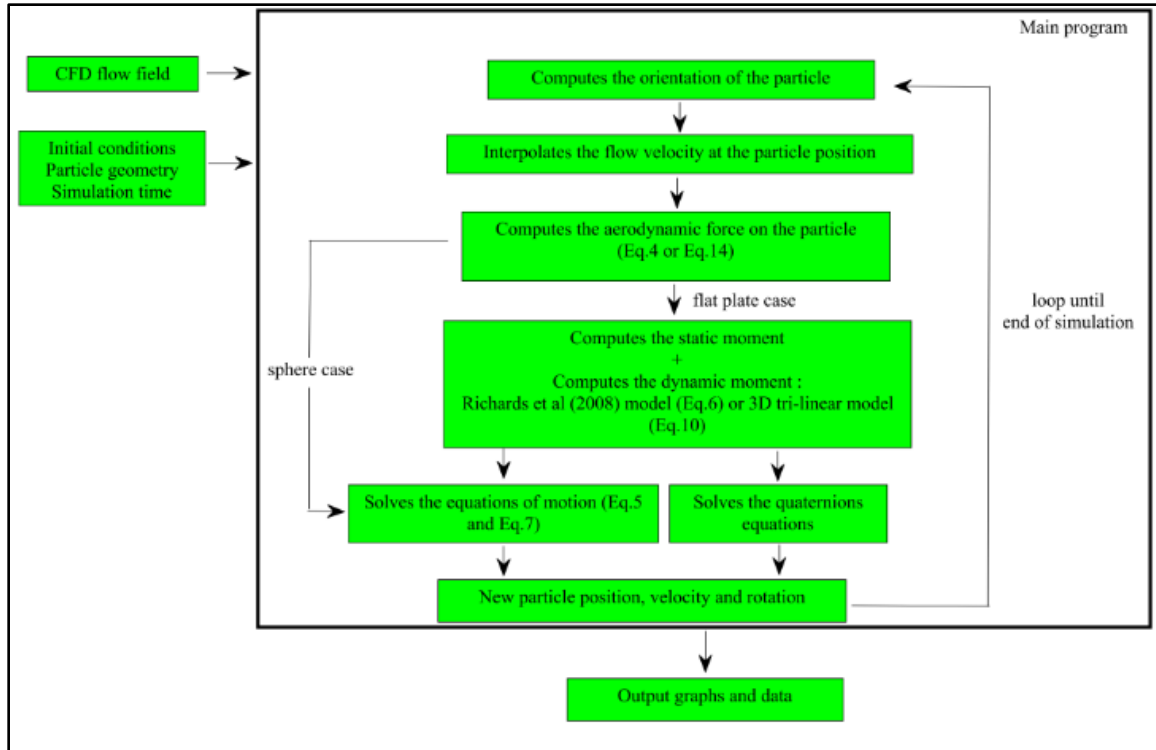 Main program
CFD flow field
Initial conditions
Particle geometry
Simulation time
Computes the orientation of the particle
Interpolates the flow velocity at the particle position
Computes the aerodynamic force on the particle
(Eq.4 or Eq.14)
flat plate case
sphere case
loop until
end of simulation
Computes the static moment
+
Computes the dynamic moment :
Richards et al (2008) model (Eq.6) or 3D tri-linear model
(Eq.10)
Solves the equations of motion (Eq.5
and Eq.7)
Solves the quaternions
equations
New particle position, velocity and rotation
Output graphs and data